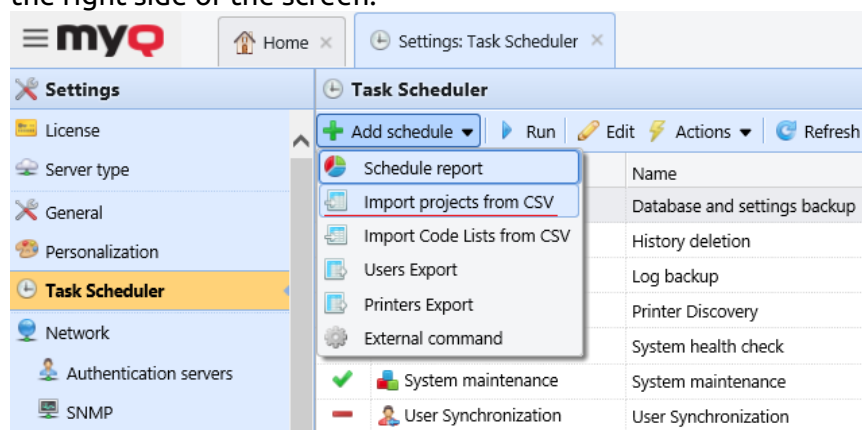 the right side of the screen.
myQ
Home
Settings: Task Scheduler
Settings
License
Server type
General
Personalization
Task Scheduler
Network
Authentication servers
SNMP
Task Scheduler
Add schedule Run Edit Actions Refresh
Schedule report
Import projects from CSV
Import Code Lists from CSV
Users Export
Printers Export
External command
Name
Database and settings backup
History deletion
Log backup
Printer Discovery
System health check
System maintenance System maintenance
User Synchronization User Synchronization